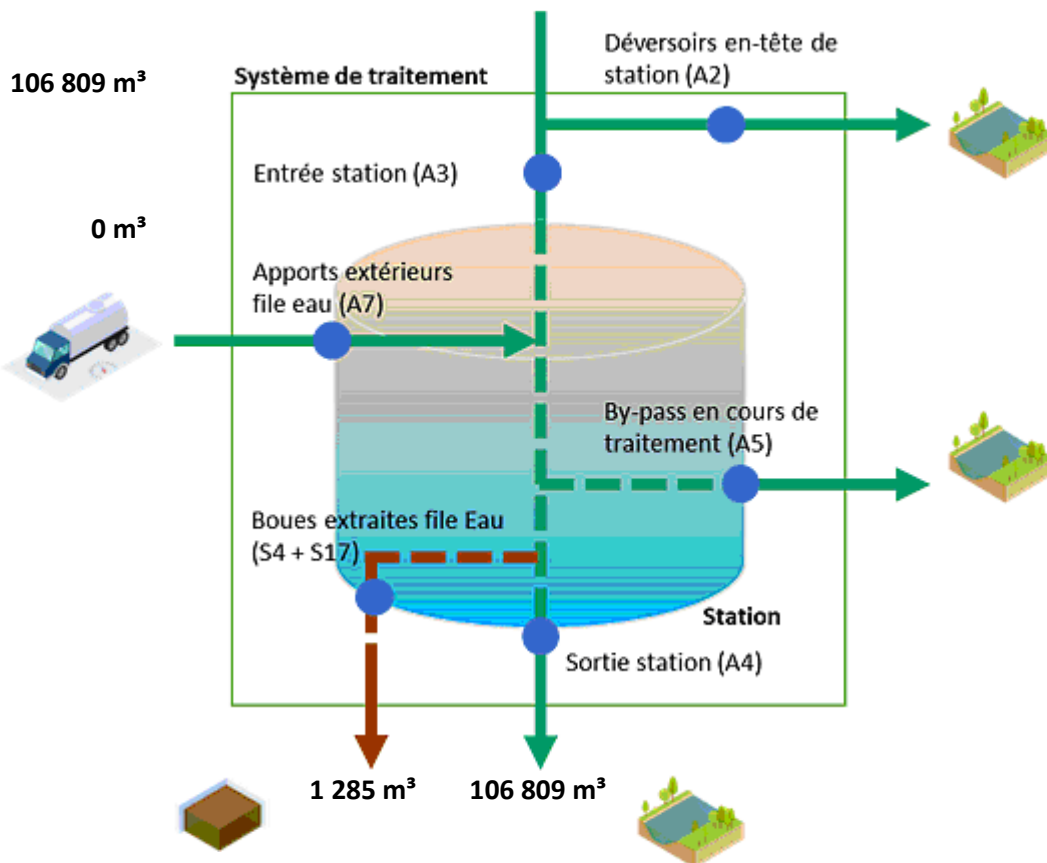 Déversoirs en-tête de
station (A2)
106 809 m³
Système de traitement
Entrée station (A3)
0 m³
Apports extérieurs
file eau (A7)
By-pass en cours de
traitement (A5)
Boues extraites file Eau
(S4 + S17)
Station
Sortie station (A4)
1 285 m³
106 809 m³